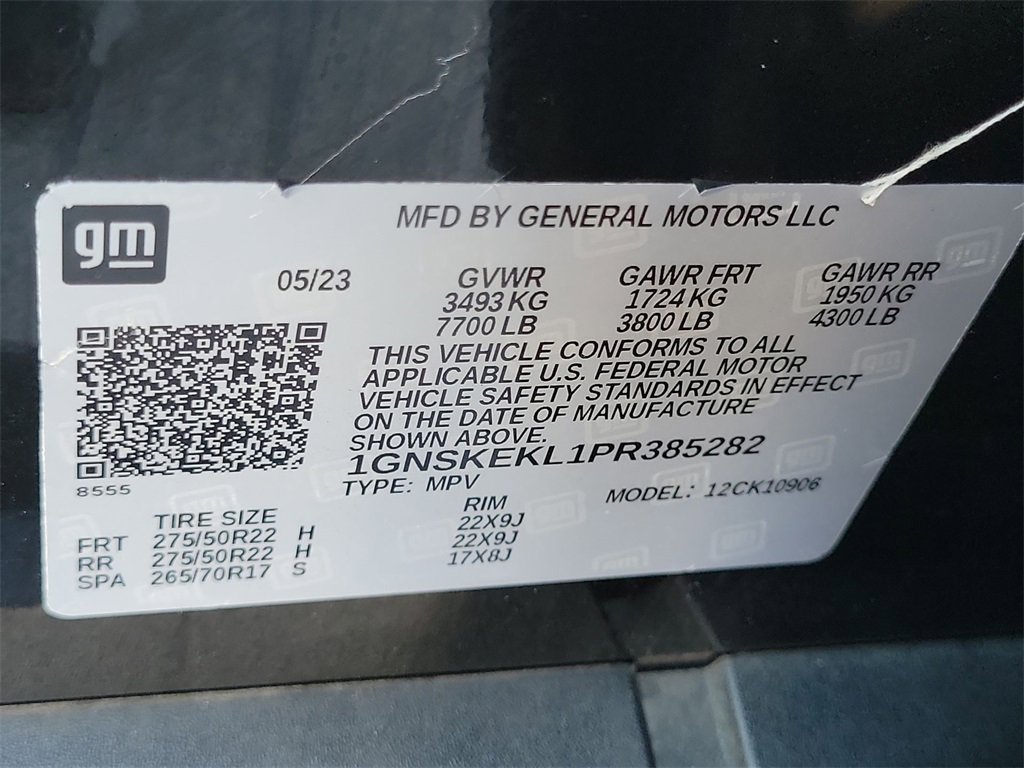 gm
MFD BY GENERAL MOTORS LLC
05/23 GVWR GAWR FRT GAWR RR
3493 KG 1724 KG 1950 KG
7700 LB 3800 LB 4300 LB
THIS VEHICLE CONFORMS TO ALL
APPLICABLE U.S. FEDERAL MOTOR
VEHICLE SAFETY STANDARDS IN EFFECT
ON THE DATE OF MANUFACTURE
SHOWN ABOVE.
1GNSKEKL1PR385282
8555
TYPE: MPV MODEL: 12CK10906
TIRE SIZE RIM
FRT 275/50R22 H 22X9J
RR 275/50R22 H 22X9J
SPA 265/70R17 S 17X8J